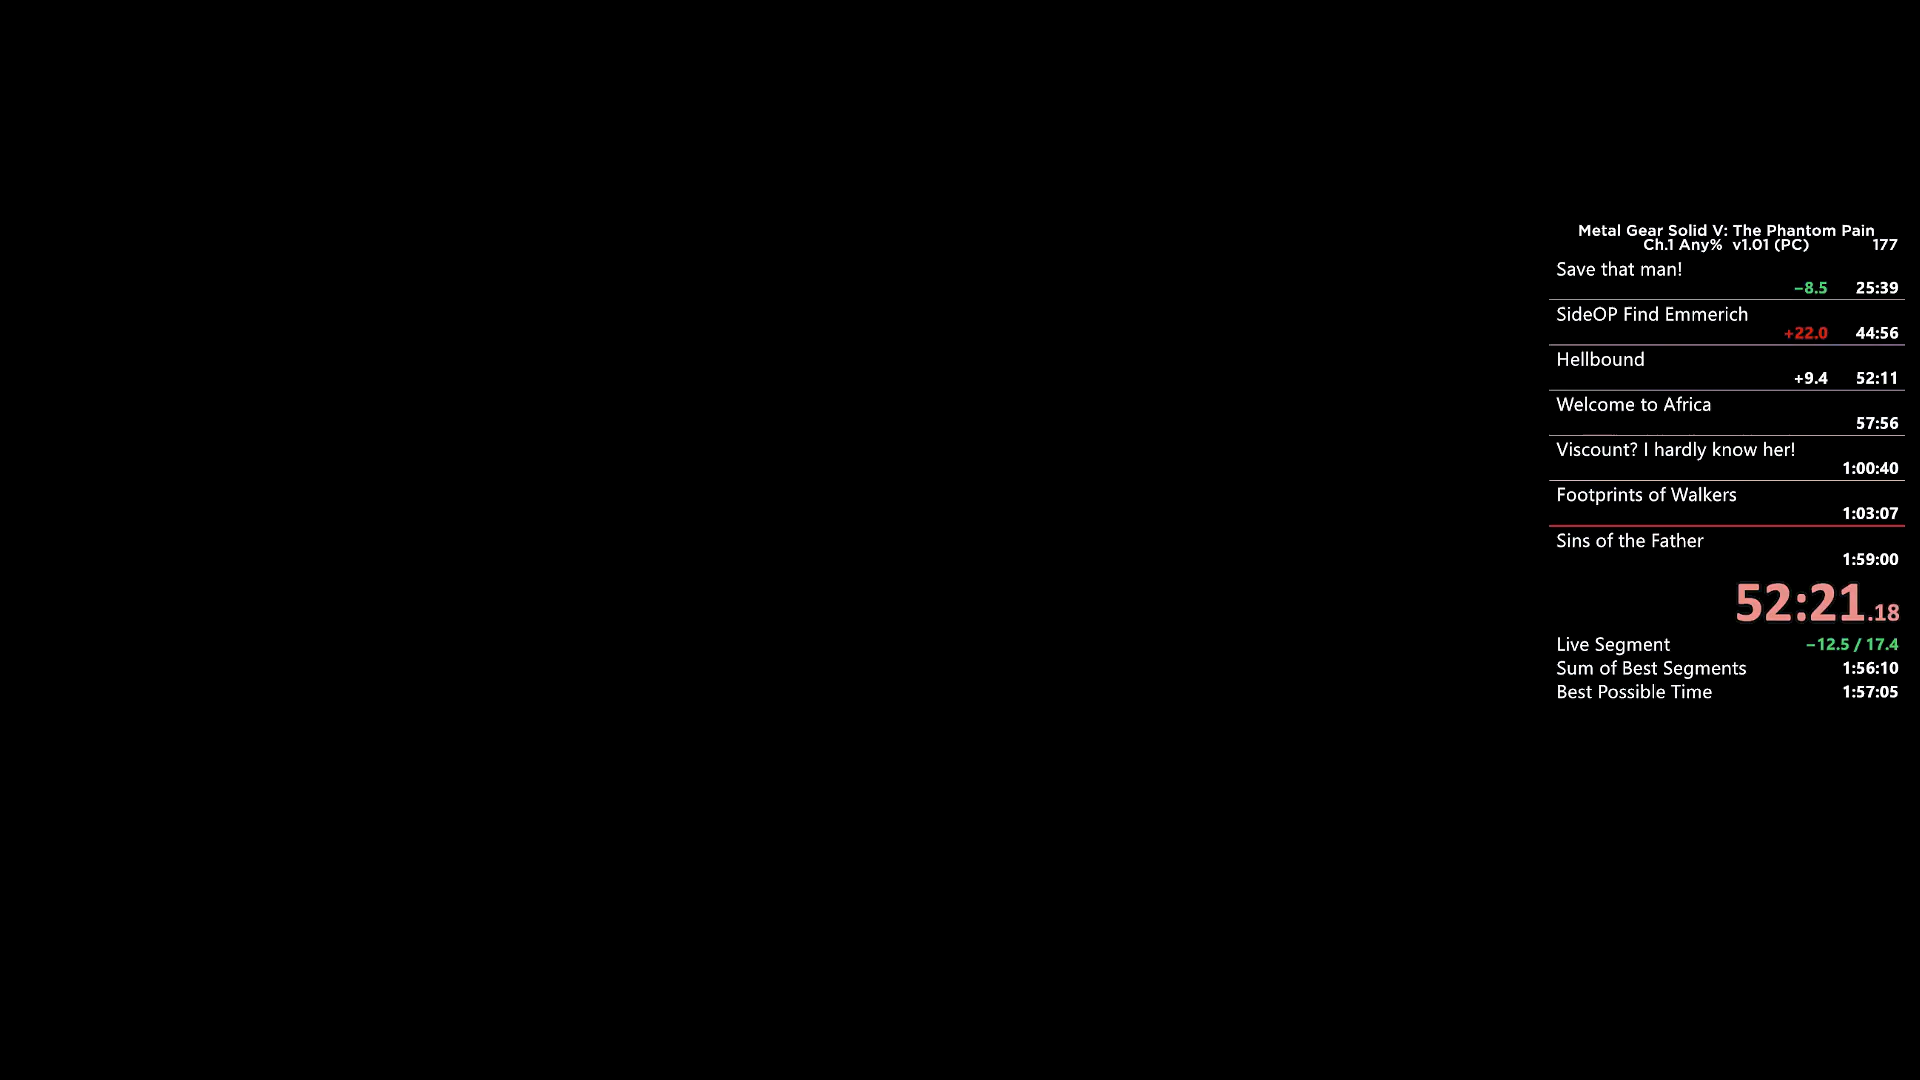 Metal Gear Solid V: The Phantom Pain
Ch.1 Any% v1.01 (PC) 177
Save that man!
−8.5 25:39
SideOP Find Emmerich
+22.0 44:56
Hellbound
+9.4 52:11
Welcome to Africa
57:56
Viscount? I hardly know her!
1:00:40
Footprints of Walkers
1:03:07
Sins of the Father
1:59:00
52:21.18
Live Segment −12.5 / 17.4
Sum of Best Segments 1:56:10
Best Possible Time 1:57:05